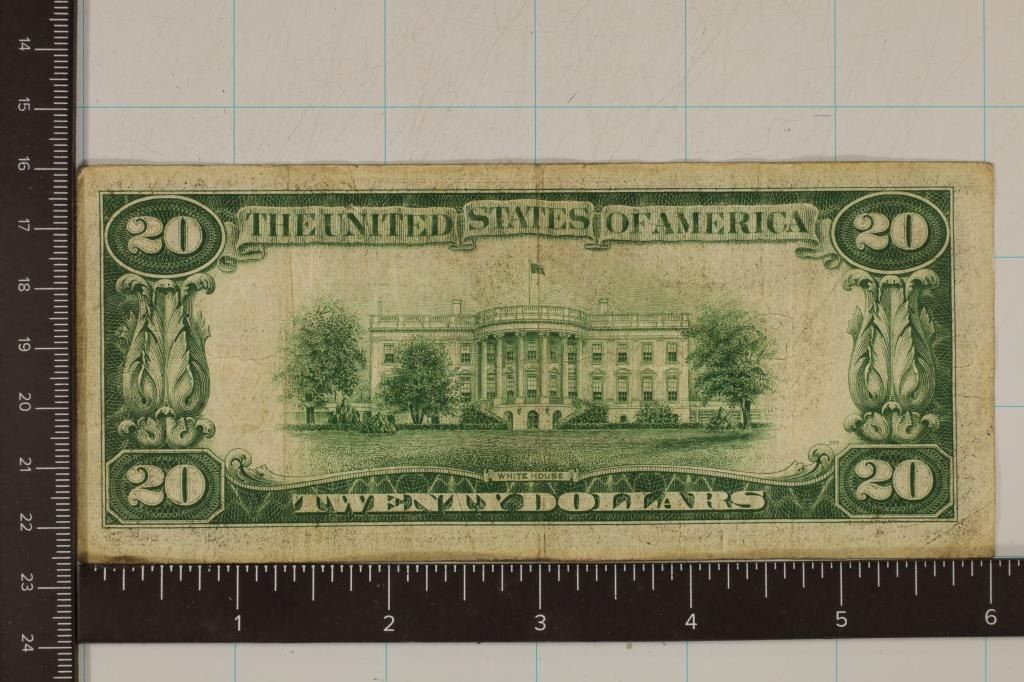 14
15
16
17
18
19
20
21
22
23
24
20 THE UNITED STATES OF AMERICA 20
WHITE HOUSE
20 TWENTY DOLLARS 20
1 2 3 4 5 6